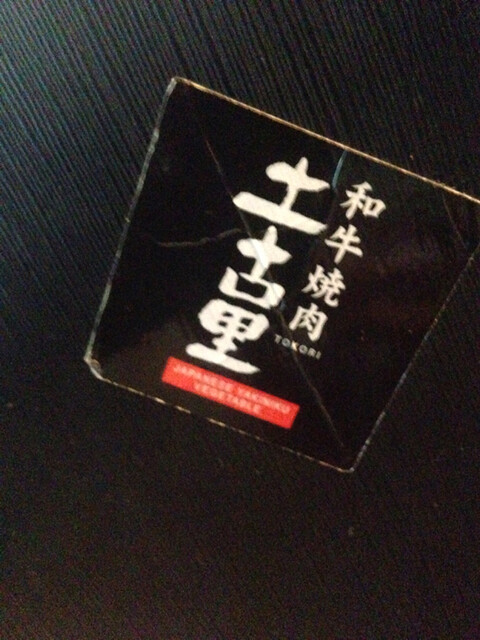 和牛焼肉
土古里
TOKORI
JAPANESE YAKINIKU
VEGETABLE